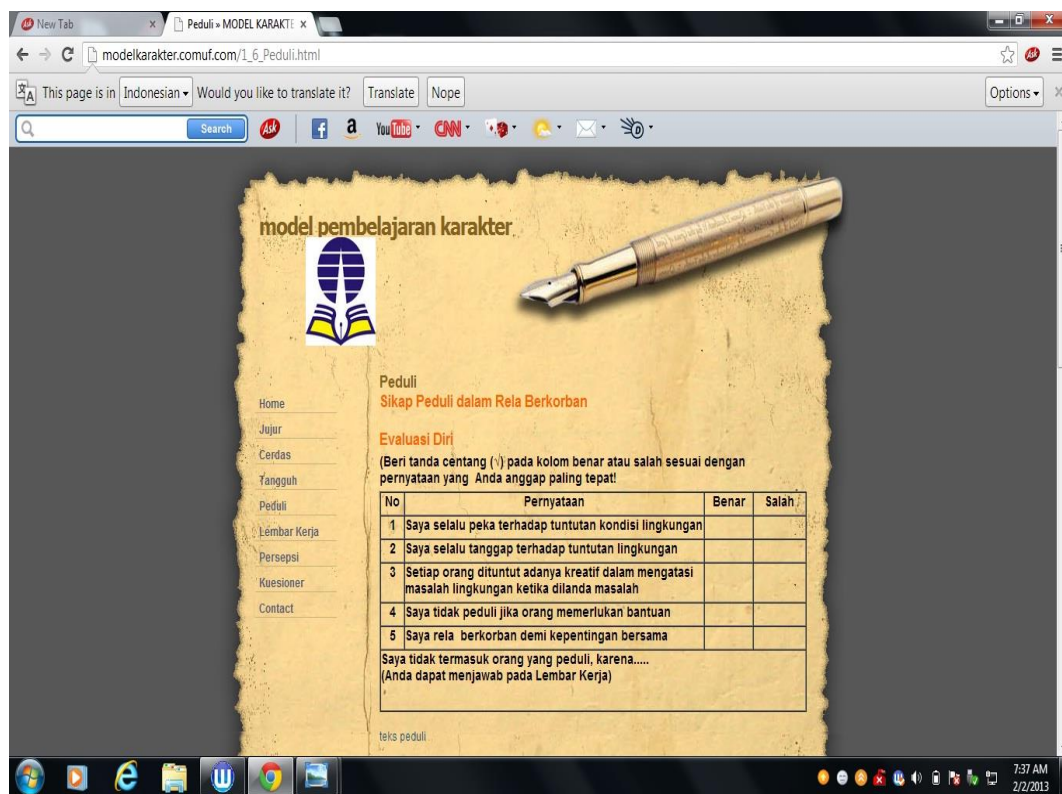 New Tab
Peduli » MODEL KARAKTE
modelkarakter.comuf.com/1_6_Peduli.html
This page is in Indonesian Would you like to translate it? Translate Nope Options
Search Ask a YouTube CNN
model pembelajaran karakter
Home
Jujur
Cerdas
Tangguh
Peduli
Lembar Kerja
Persepsi
Kuesioner
Contact
Peduli
Sikap Peduli dalam Rela Berkorban
Evaluasi Diri
(Beri tanda centang (√) pada kolom benar atau salah sesuai dengan
pernyataan yang Anda anggap paling tepat!
No Pernyataan Benar Salah
1 Saya selalu peka terhadap tuntutan kondisi lingkungan
2 Saya selalu tanggap terhadap tuntutan lingkungan
3 Setiap orang dituntut adanya kreatif dalam mengatasi
masalah lingkungan ketika dilanda masalah
4 Saya tidak peduli jika orang memerlukan bantuan
5 Saya rela berkorban demi kepentingan bersama
Saya tidak termasuk orang yang peduli, karena.....
(Anda dapat menjawab pada Lembar Kerja)
teks peduli
7:37 AM
2/2/2013